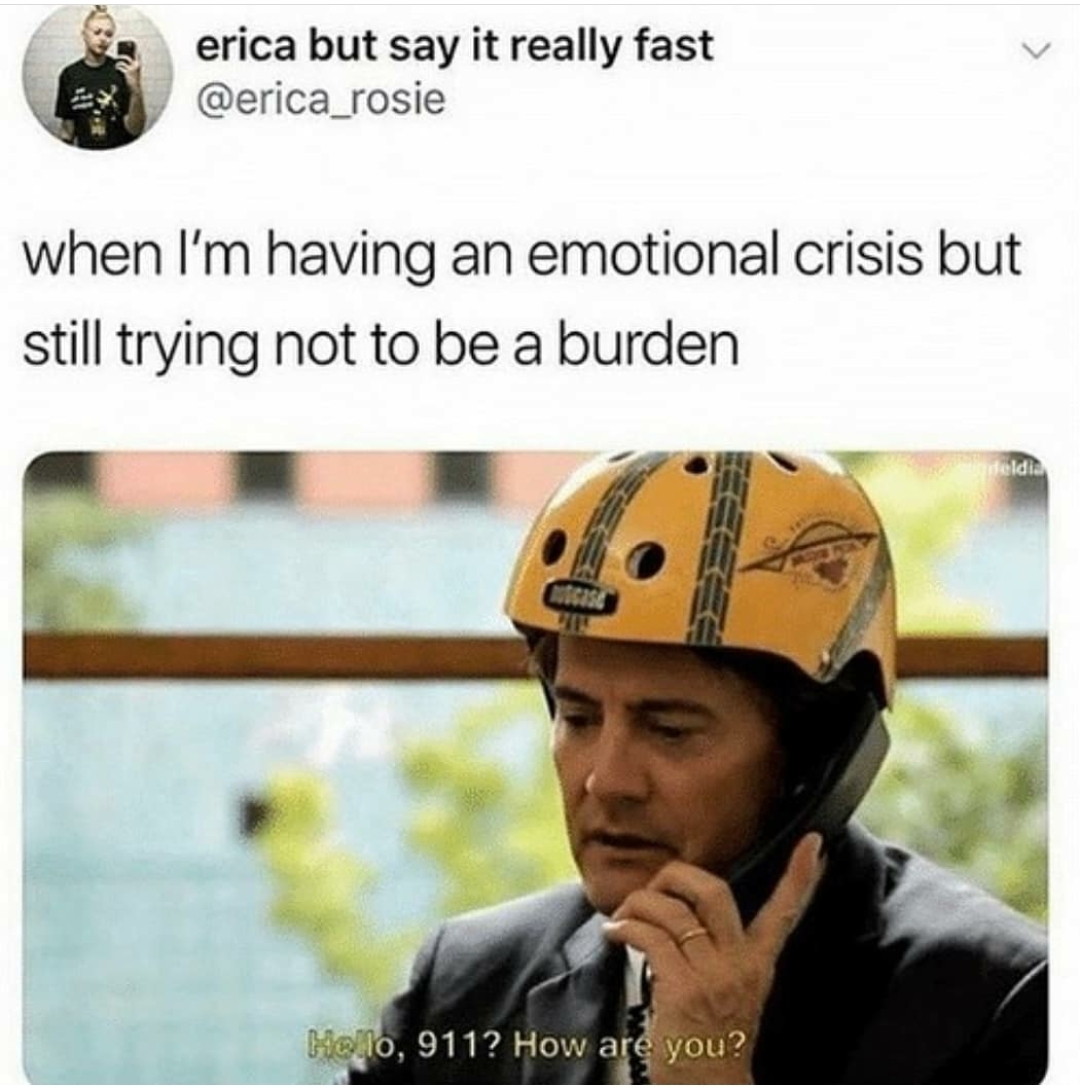 erica but say it really fast
@erica_rosie
when I'm having an emotional crisis but
still trying not to be a burden
Hello, 911? How are you?